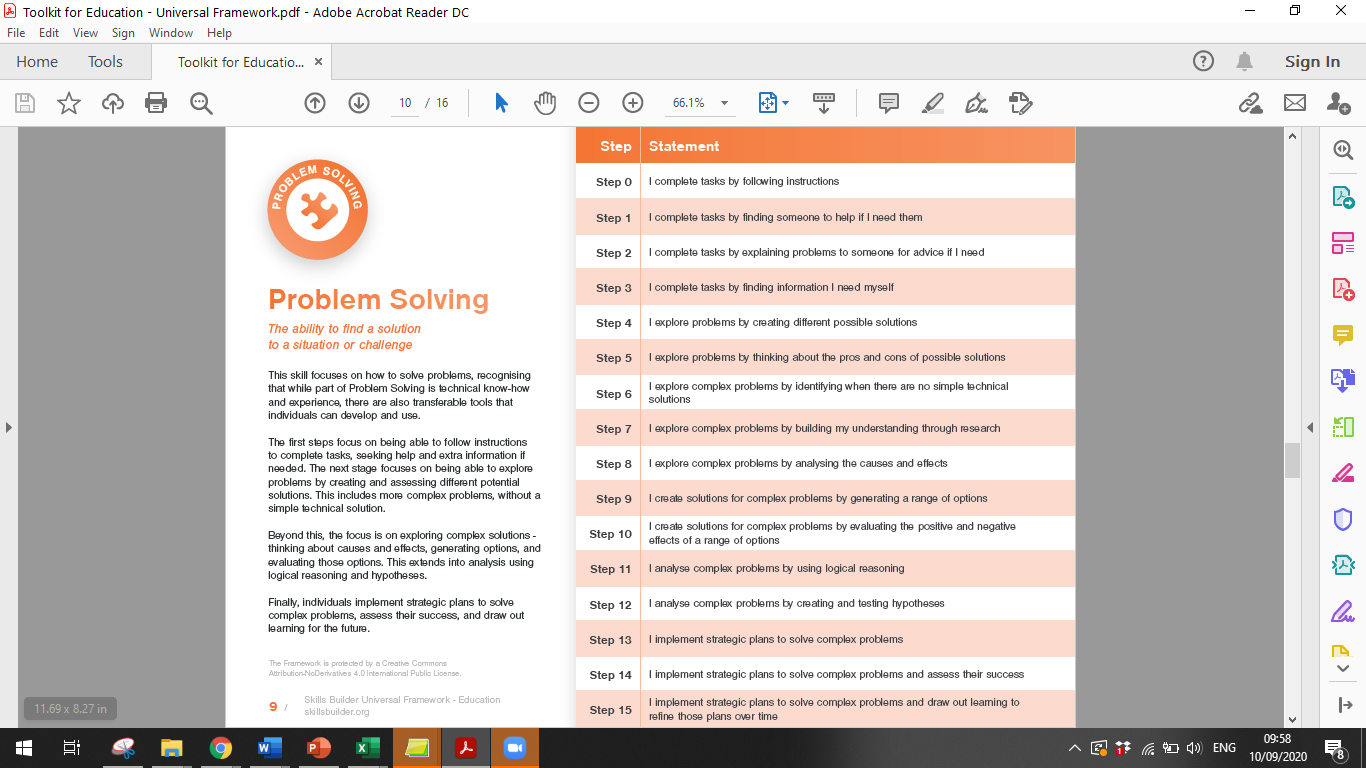 Toolkit for Education - Universal Framework.pdf - Adobe Acrobat Reader DC
File Edit View Sign Window Help
Home Tools Toolkit for Educatio... × Sign In
10 / 16 66.1%
PROBLEM SOLVING
Problem Solving
The ability to find a solution
to a situation or challenge
This skill focuses on how to solve problems, recognising
that while part of Problem Solving is technical know-how
and experience, there are also transferable tools that
individuals can develop and use.
The first steps focus on being able to follow instructions
to complete tasks, seeking help and extra information if
needed. The next stage focuses on being able to explore
problems by creating and assessing different potential
solutions. This includes more complex problems, without a
simple technical solution.
Beyond this, the focus is on exploring complex solutions -
thinking about causes and effects, generating options, and
evaluating those options. This extends into analysis using
logical reasoning and hypotheses.
Finally, individuals implement strategic plans to solve
complex problems, assess their success, and draw out
learning for the future.
The Framework is protected by a Creative Commons
Attribution-NoDerivatives 4.0 International Public License.
9 / Skills Builder Universal Framework - Education
skillsbuilder.org
11.69 x 8.27 in
Step Statement
Step 0 I complete tasks by following instructions
Step 1 I complete tasks by finding someone to help if I need them
Step 2 I complete tasks by explaining problems to someone for advice if I need
Step 3 I complete tasks by finding information I need myself
Step 4 I explore problems by creating different possible solutions
Step 5 I explore problems by thinking about the pros and cons of possible solutions
Step 6 I explore complex problems by identifying when there are no simple technical
solutions
Step 7 I explore complex problems by building my understanding through research
Step 8 I explore complex problems by analysing the causes and effects
Step 9 I create solutions for complex problems by generating a range of options
Step 10 I create solutions for complex problems by evaluating the positive and negative
effects of a range of options
Step 11 I analyse complex problems by using logical reasoning
Step 12 I analyse complex problems by creating and testing hypotheses
Step 13 I implement strategic plans to solve complex problems
Step 14 I implement strategic plans to solve complex problems and assess their success
Step 15 I implement strategic plans to solve complex problems and draw out learning to
refine those plans over time
ENG 09:58
10/09/2020 8